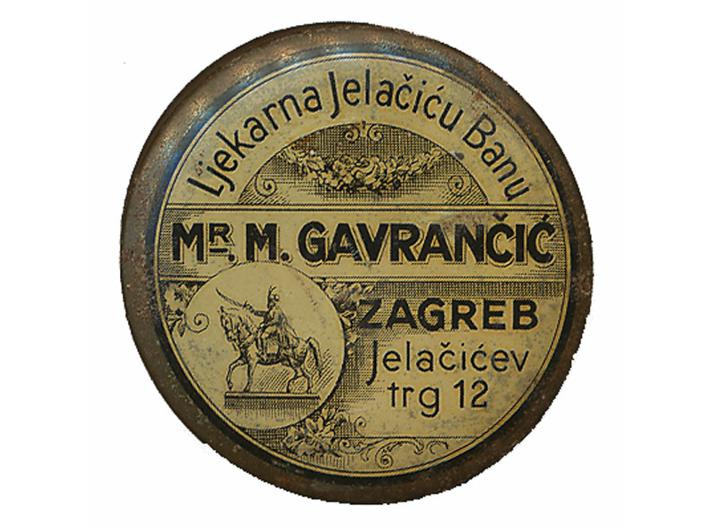 Ljekarna Jelačiću Banu
MR. M. GAVRANČIĆ
ZAGREB
Jelačićev
trg 12